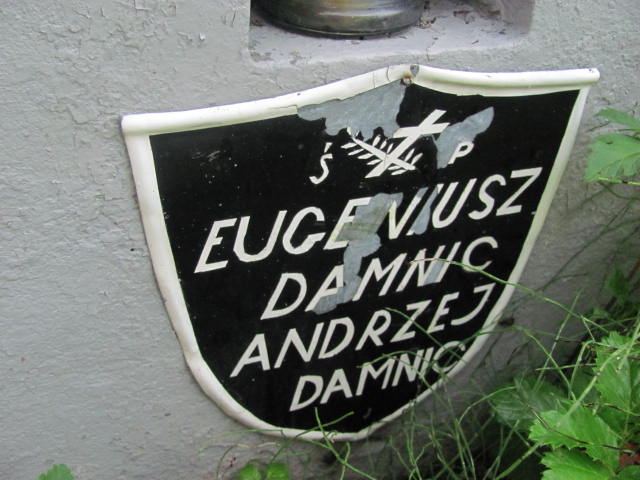 Ś P
EUGENIUSZ
DAMNIC
ANDRZEJ
DAMNIC